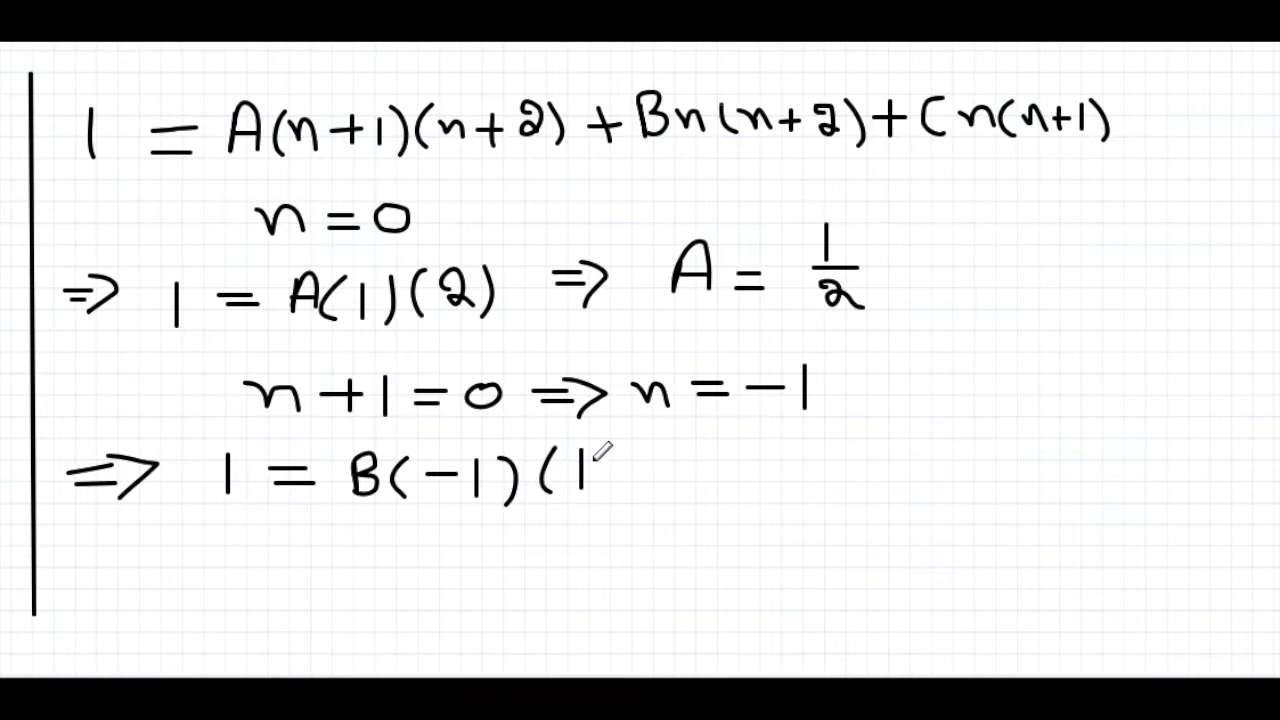 1 = A(n+1)(n+2) + Bn(n+2) + Cn(n+1)
n = 0
⇒ 1 = A(1)(2) ⇒ A = 1/2
n + 1 = 0 ⇒ n = -1
⇒ 1 = B(-1)(1